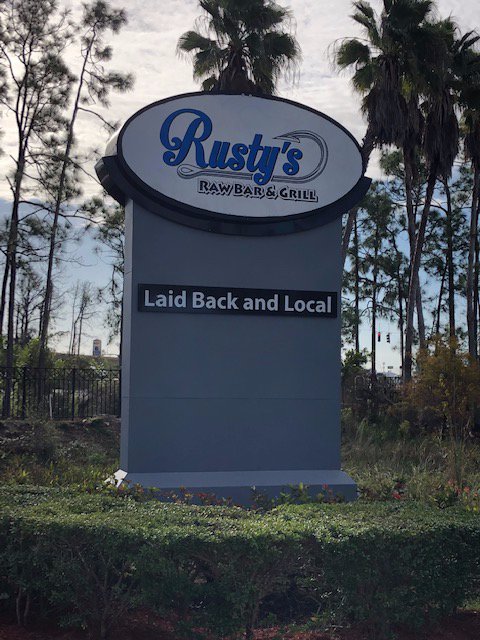 Rusty's
RAW BAR & GRILL
Laid Back and Local